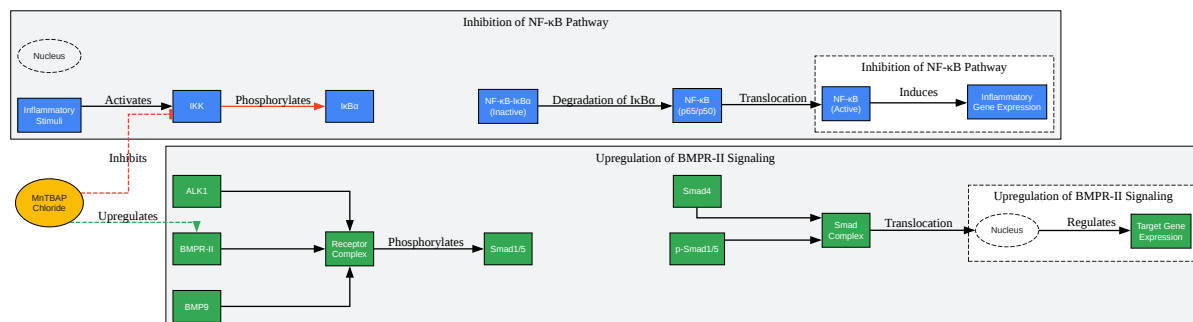 Inhibition of NF-κB Pathway
Nucleus
Inhibition of NF-κB Pathway
Inflammatory
Stimuli
Activates
IKK
Phosphorylates
IκBα
NF-κB-IκBα
(Inactive)
Degradation of IκBα
NF-κB
(p65/p50)
Translocation
NF-κB
(Active)
Induces
Inflammatory
Gene Expression
Inhibits
Upregulation of BMPR-II Signaling
MnTBAP
Chloride
Upregulates
ALK1
BMPR-II
BMP9
Receptor
Complex
Phosphorylates
Smad1/5
Smad4
p-Smad1/5
Smad
Complex
Translocation
Upregulation of BMPR-II Signaling
Nucleus
Regulates
Target Gene
Expression